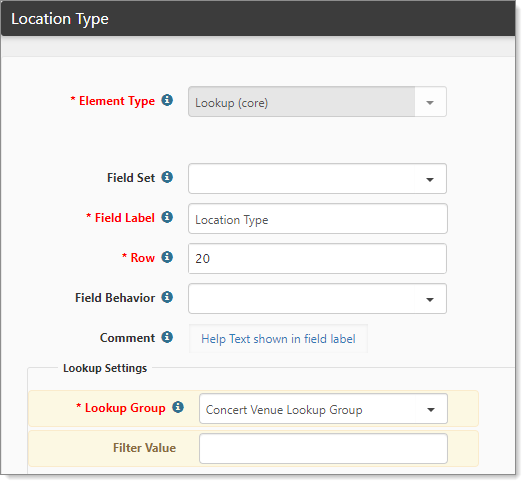 Location Type
* Element Type Lookup (core)
Field Set
* Field Label Location Type
* Row 20
Field Behavior
Comment Help Text shown in field label
Lookup Settings
* Lookup Group Concert Venue Lookup Group
Filter Value